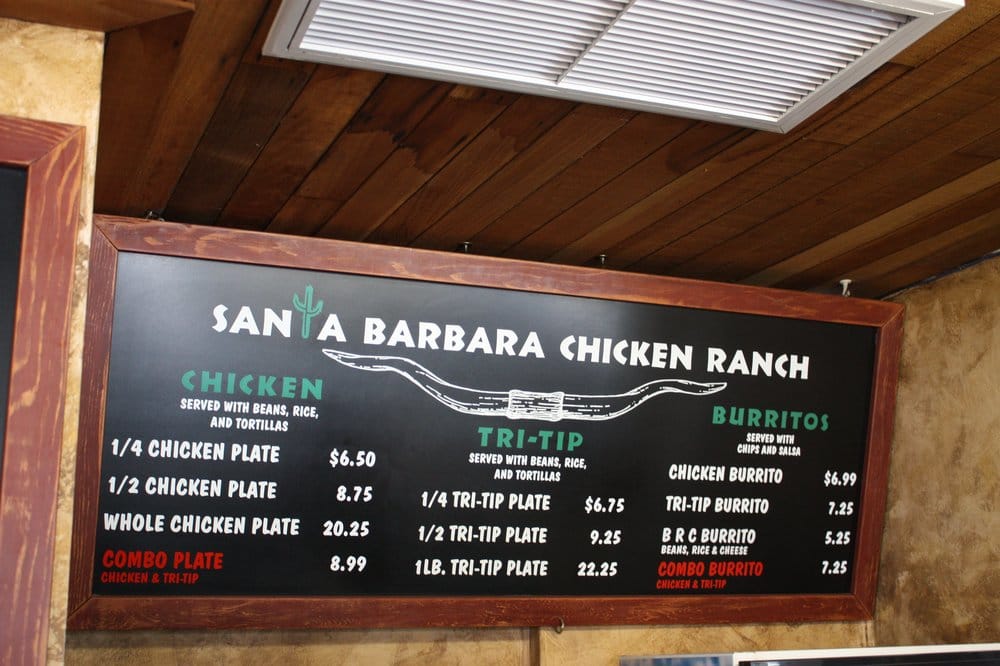 SANTA BARBARA CHICKEN RANCH
CHICKEN
SERVED WITH BEANS, RICE,
AND TORTILLAS
1/4 CHICKEN PLATE $6.50
1/2 CHICKEN PLATE 8.75
WHOLE CHICKEN PLATE 20.25
COMBO PLATE 8.99
CHICKEN & TRI-TIP
TRI-TIP
SERVED WITH BEANS, RICE,
AND TORTILLAS
1/4 TRI-TIP PLATE $6.75
1/2 TRI-TIP PLATE 9.25
1LB. TRI-TIP PLATE 22.25
BURRITOS
SERVED WITH
CHIPS AND SALSA
CHICKEN BURRITO $6.99
TRI-TIP BURRITO 7.25
B R C BURRITO 5.25
BEANS, RICE & CHEESE
COMBO BURRITO 7.25
CHICKEN & TRI-TIP